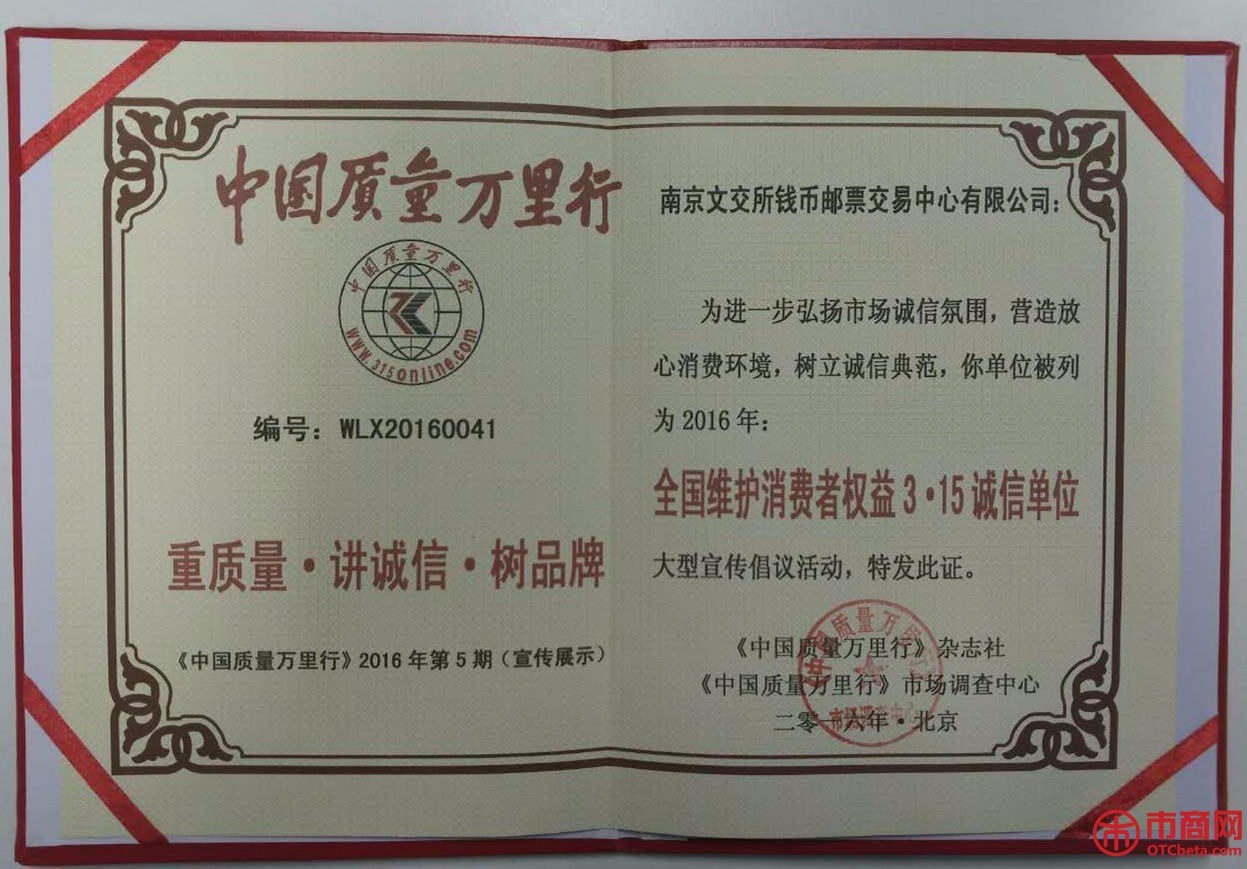 中国质量万里行
中国质量万里行
www.315online.com
编号：WLX20160041
重质量·讲诚信·树品牌
《中国质量万里行》2016年第5期（宣传展示）
南京文交所钱币邮票交易中心有限公司：
为进一步弘扬市场诚信氛围，营造放
心消费环境，树立诚信典范，你单位被列
为2016年：
全国维护消费者权益3·15诚信单位
大型宣传倡议活动，特发此证。
《中国质量万里行》杂志社
《中国质量万里行》市场调查中心
二零一六年·北京
市场调查中心
市商网
OTCbeta.com